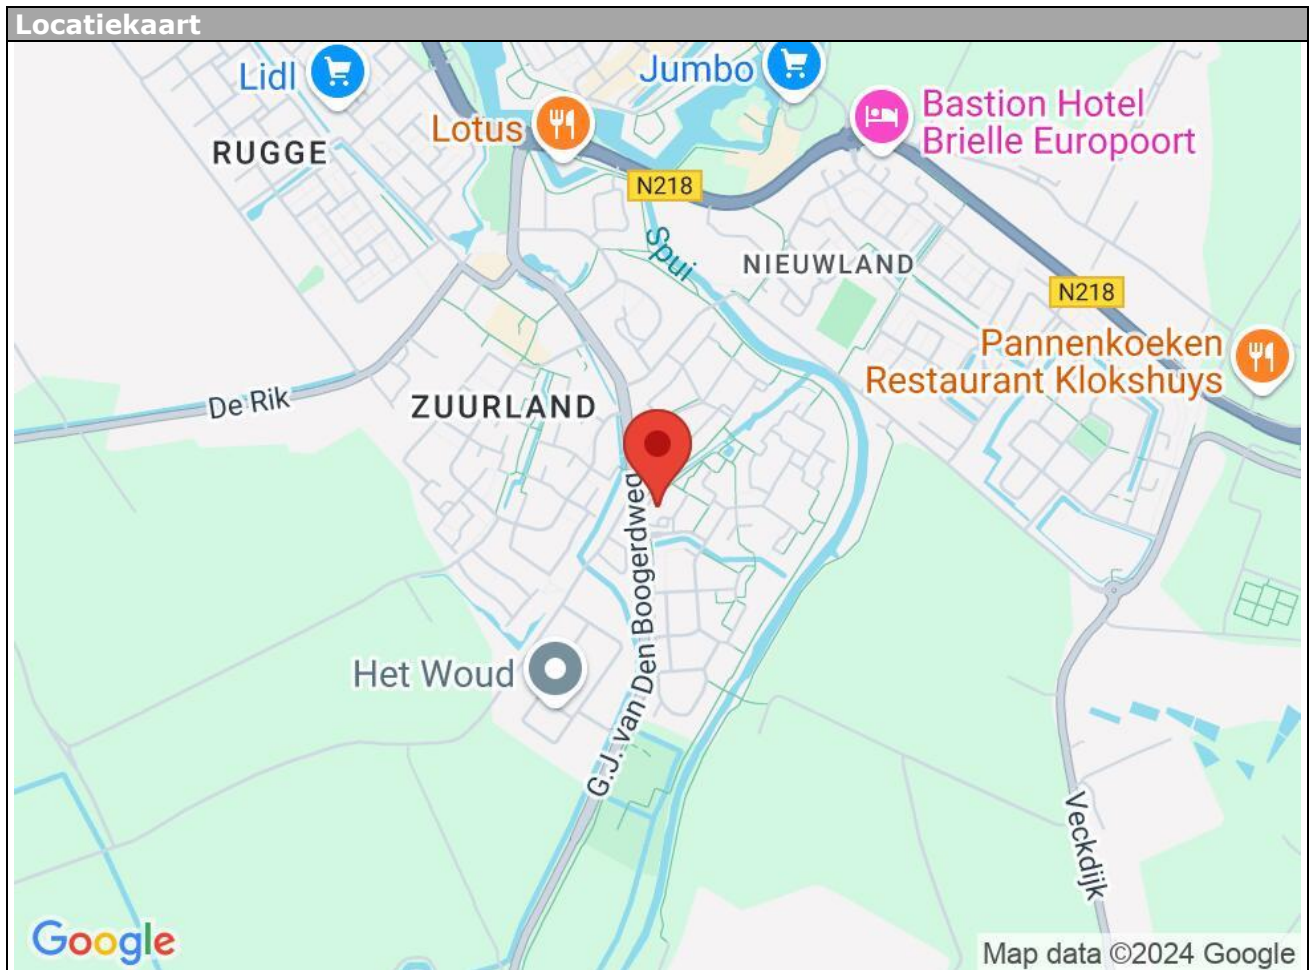 Locatiekaart
Lidl
Jumbo
Lotus
Bastion Hotel
Brielle Europoort
RUGGE
N218
Spui
NIEUWLAND
N218
Pannenkoeken
Restaurant Klokshuys
De Rik
ZUURLAND
G.J. van Den Boogerdweg
Het Woud
Veckdijk
Google
Map data ©2024 Google